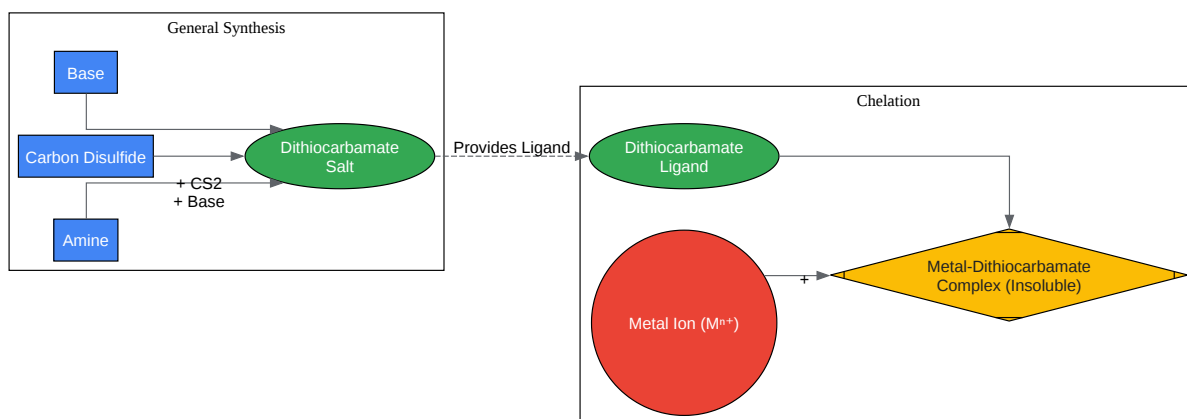 General Synthesis
Base
Carbon Disulfide
Amine
+ CS2
+ Base
Dithiocarbamate
Salt
Provides Ligand
Chelation
Dithiocarbamate
Ligand
Metal Ion (Mⁿ⁺)
+
Metal-Dithiocarbamate
Complex (Insoluble)